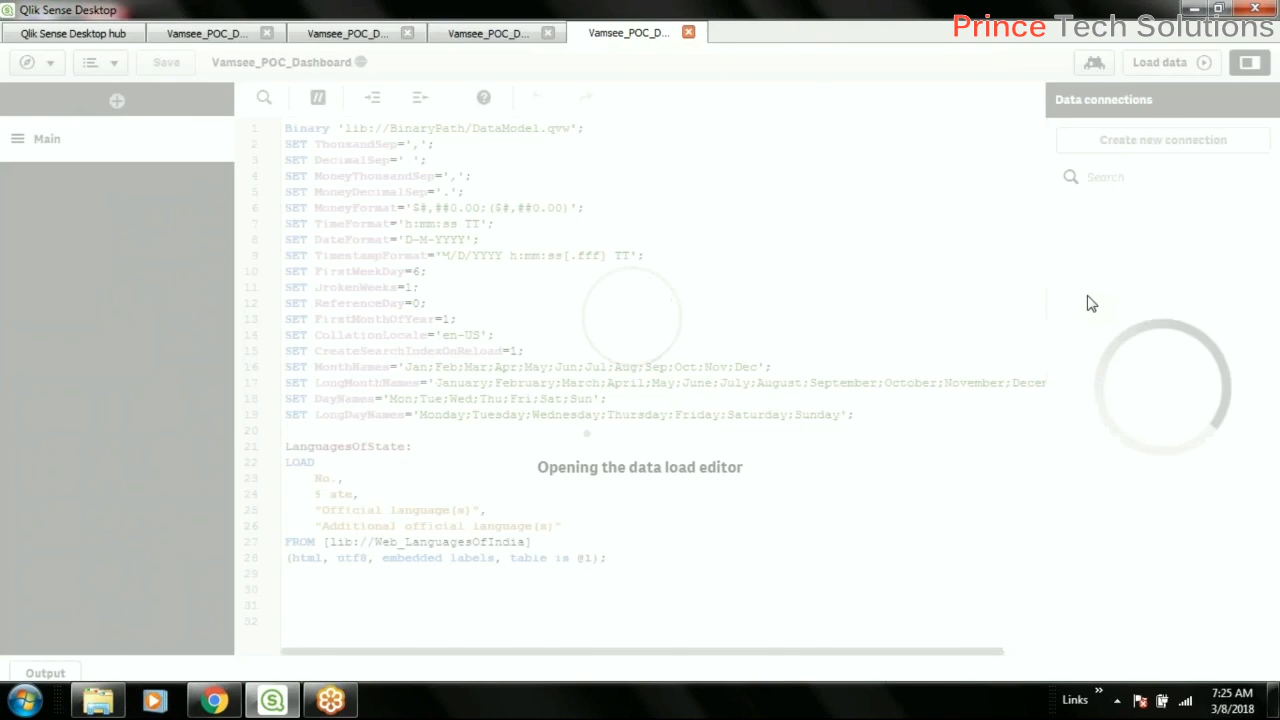 Qlik Sense Desktop
Prince Tech Solutions
Qlik Sense Desktop hub
Vamsee_POC_D...
Vamsee_POC_D...
Vamsee_POC_D...
Vamsee_POC_D...
Save
Vamsee_POC_Dashboard
Load data
Data connections
Main
Create new connection
Search
1 Binary 'lib://BinaryPath/DataModel.qvw';
2 SET ThousandSep=',';
3 SET DecimalSep=' ';
4 SET MoneyThousandSep=',';
5 SET MoneyDecimalSep='.';
6 SET MoneyFormat='$#,##0.00;($#,##0.00)';
7 SET TimeFormat='h:mm:ss TT';
8 SET DateFormat='D-M-YYYY';
9 SET TimestampFormat='M/D/YYYY h:mm:ss[.fff] TT';
10 SET FirstWeekDay=6;
11 SET JrokenWeeks=1;
12 SET ReferenceDay=0;
13 SET FirstMonthOfYear=1;
14 SET CollationLocale='en-US';
15 SET CreateSearchIndexOnReload=1;
16 SET MonthNames='Jan;Feb;Mar;Apr;May;Jun;Jul;Aug;Sep;Oct;Nov;Dec';
17 SET LongMonthNames='January;February;March;April;May;June;July;August;September;October;November;Decem
18 SET DayNames='Mon;Tue;Wed;Thu;Fri;Sat;Sun';
19 SET LongDayNames='Monday;Tuesday;Wednesday;Thursday;Friday;Saturday;Sunday';
20
21 LanguagesOfState:
22 LOAD
23 No.,
24 ate,
25 "Official language(s)",
26 "Additional official language(s)"
27 FROM [lib://Web_LanguagesOfIndia]
28 (html, utf8, embedded labels, table is @1);
29
30
31
32
Opening the data load editor
Output
Links
7:25 AM
3/8/2018